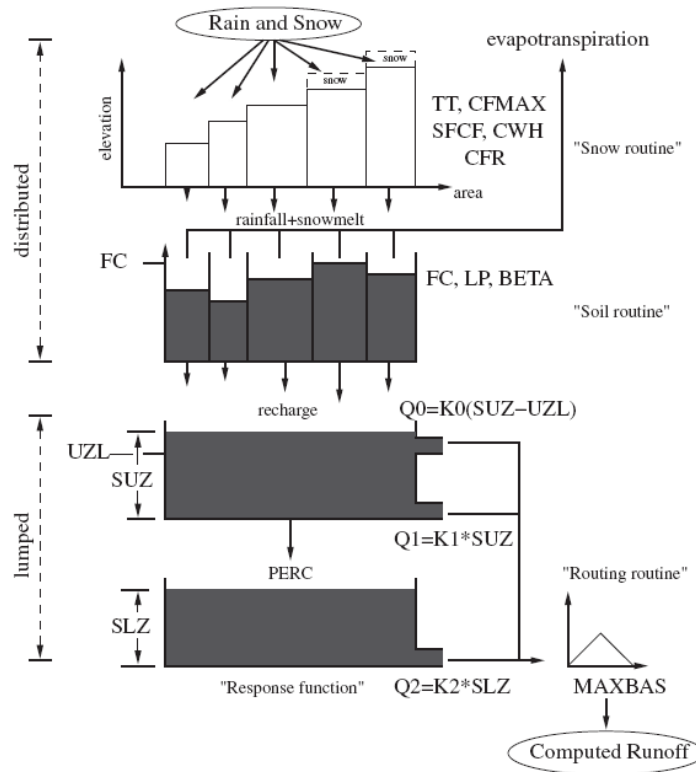 Rain and Snow
evapotranspiration
snow
snow
elevation
TT, CFMAX
SFCF, CWH
CFR
"Snow routine"
area
distributed
rainfall+snowmelt
FC
FC, LP, BETA
"Soil routine"
recharge
Q0=K0(SUZ−UZL)
UZL
SUZ
lumped
Q1=K1*SUZ
PERC
"Routing routine"
SLZ
"Response function"
Q2=K2*SLZ
MAXBAS
Computed Runoff